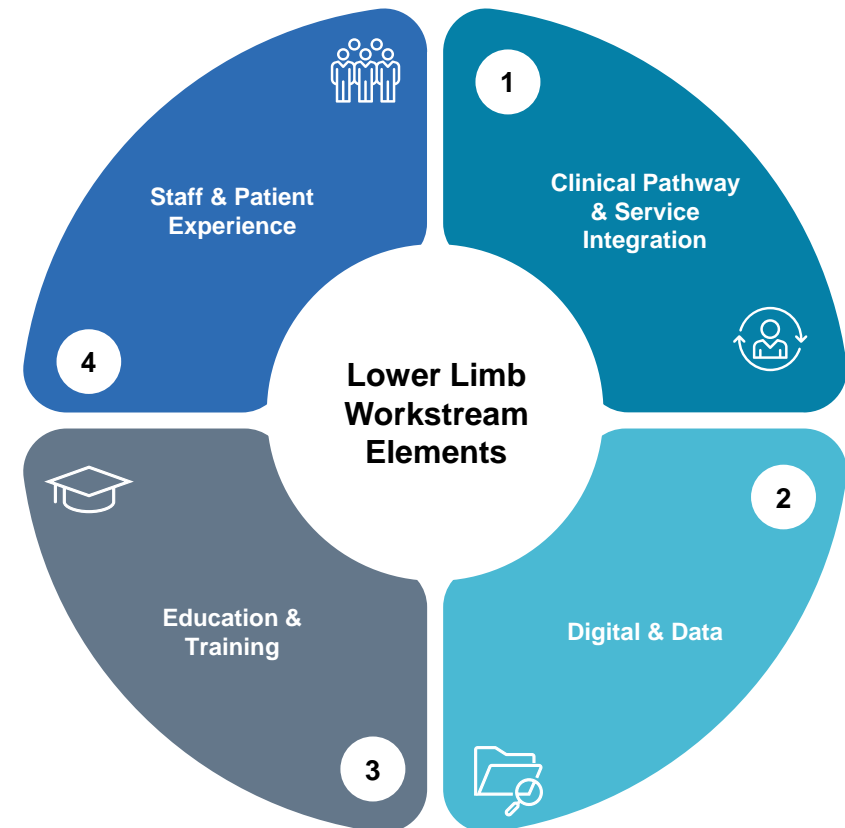 Lower Limb
Workstream
Elements
1
Clinical Pathway
& Service
Integration
2
Digital & Data
3
Education &
Training
4
Staff & Patient
Experience